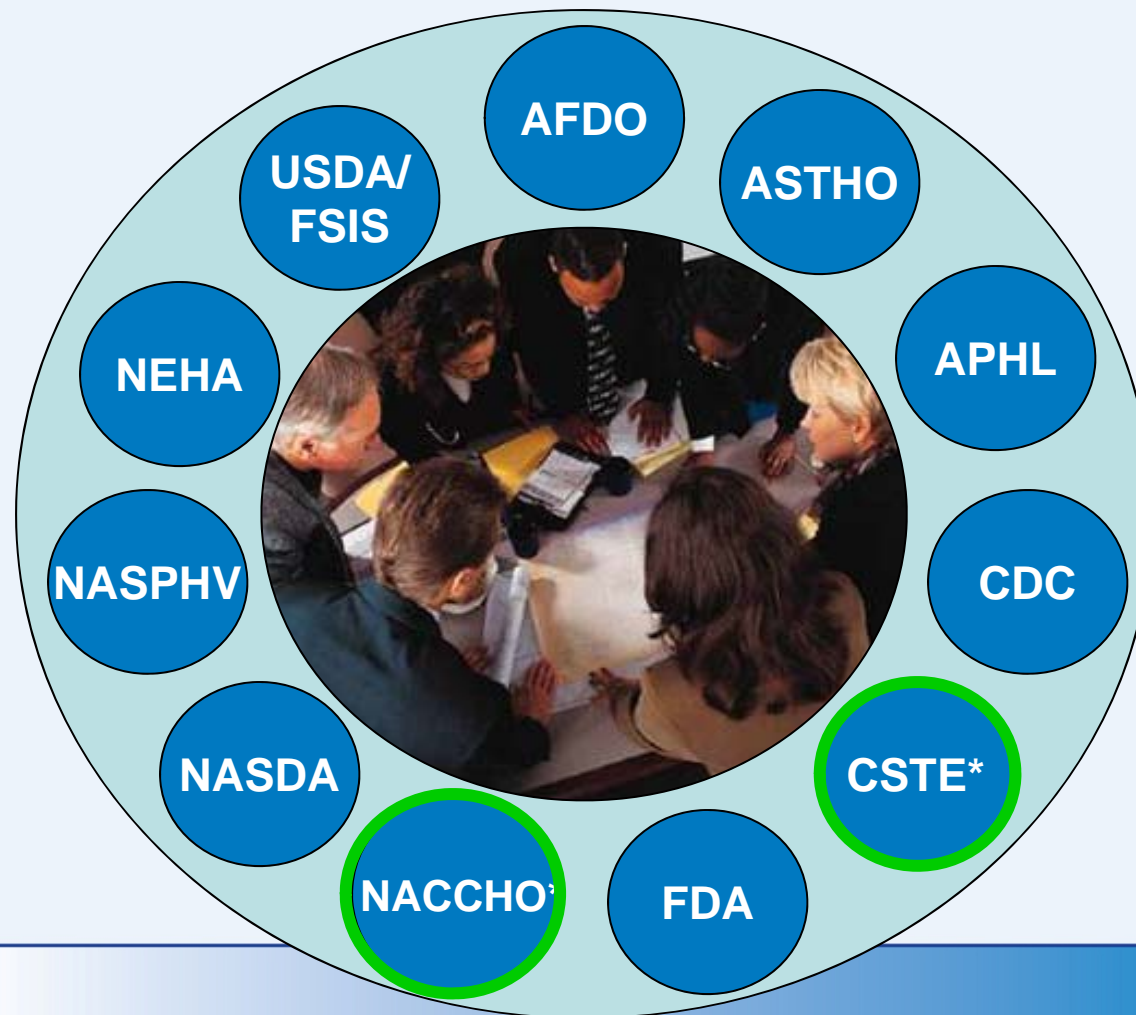 AFDO
ASTHO
APHL
CDC
CSTE*
FDA
NACCHO*
NASDA
NASPHV
NEHA
USDA/
FSIS